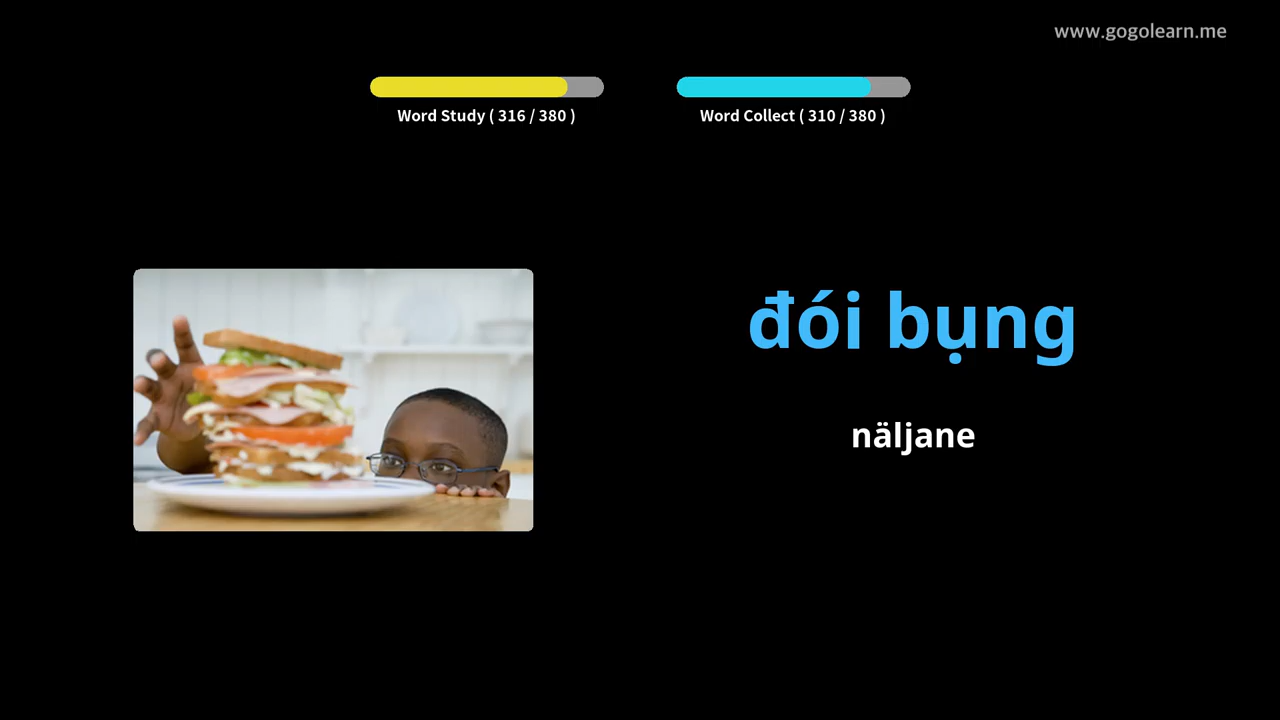 www.gogolearn.me
Word Study ( 316 / 380 )
Word Collect ( 310 / 380 )
đói bụng
näljane